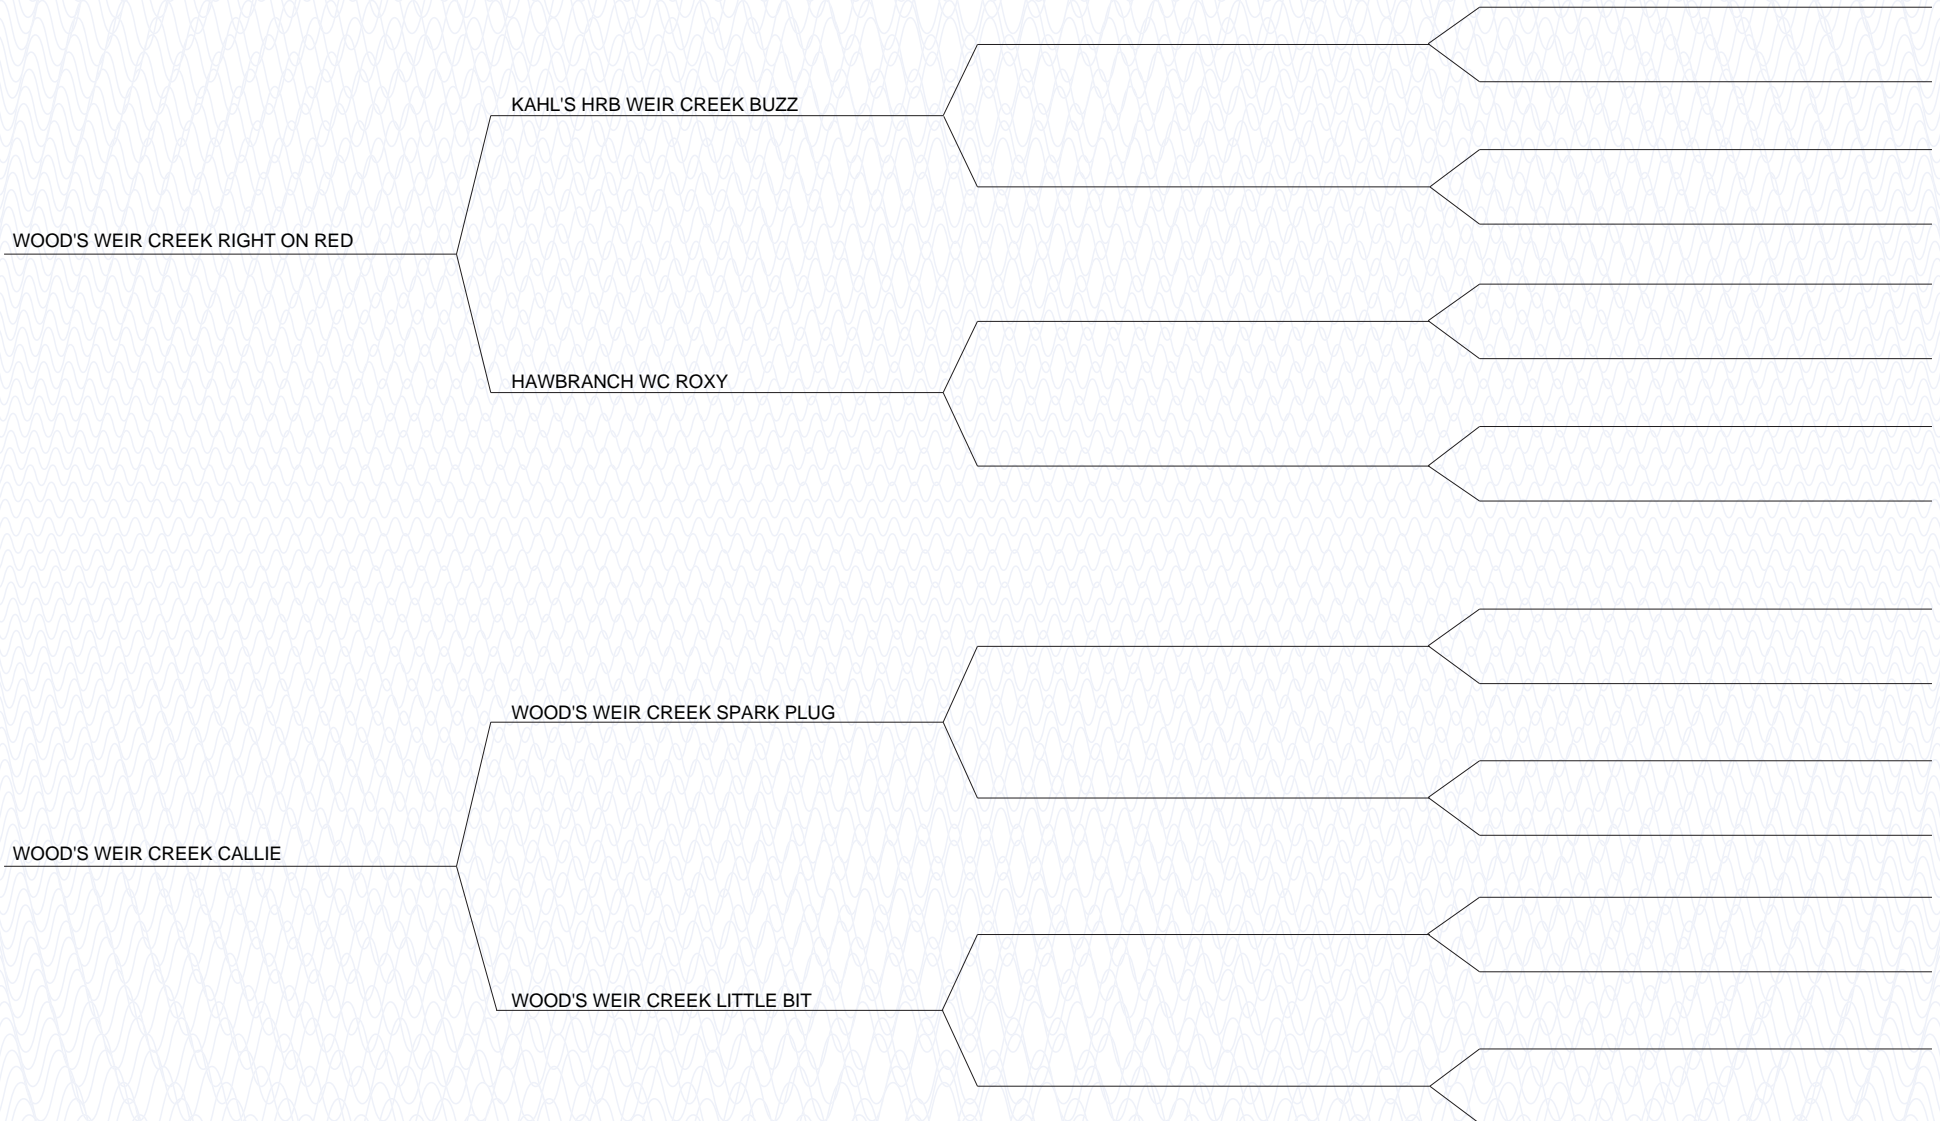 KAHL'S HRB WEIR CREEK BUZZ
WOOD'S WEIR CREEK RIGHT ON RED
HAWBRANCH WC ROXY
WOOD'S WEIR CREEK SPARK PLUG
WOOD'S WEIR CREEK CALLIE
WOOD'S WEIR CREEK LITTLE BIT